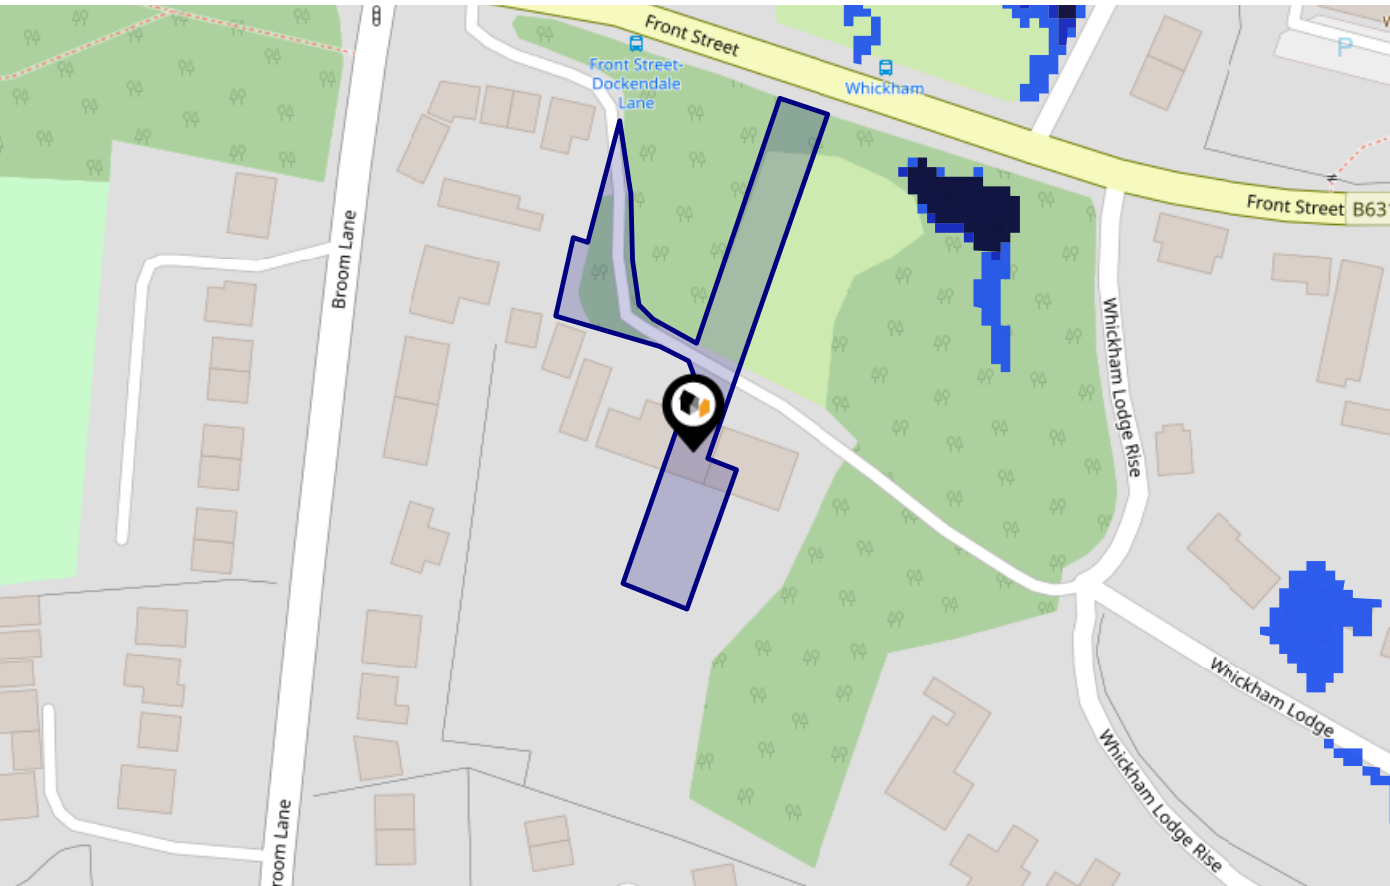 Front Street
Front Street-
Dockendale
Lane
Whickham
P
Front Street
B63
Broom Lane
Whickham Lodge Rise
Whickham Lodge
Whickham Lodge Rise
room Lane